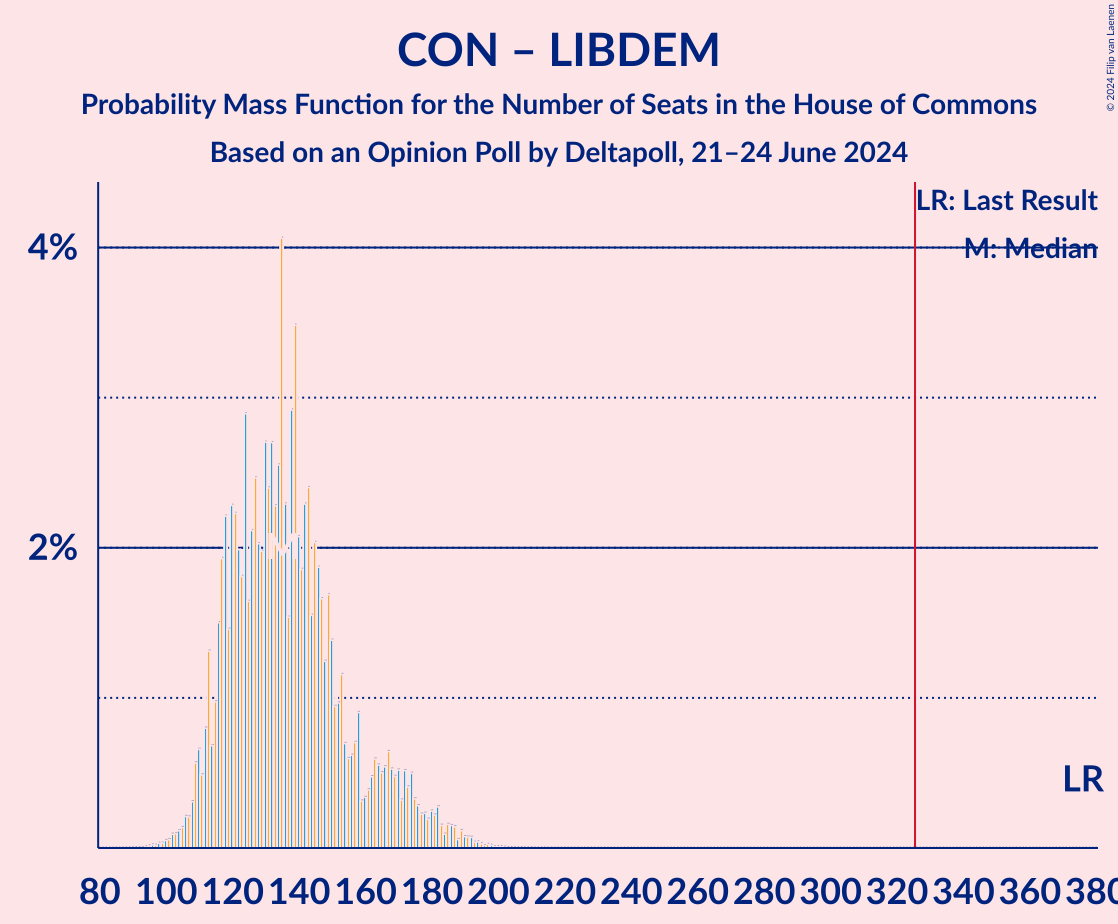 CON – LIBDEM
Probability Mass Function for the Number of Seats in the House of Commons
Based on an Opinion Poll by Deltapoll, 21–24 June 2024
© 2024 Filip van Laenen
LR: Last Result
M: Median
4%
2%
LR
80 100 120 140 160 180 200 220 240 260 280 300 320 340 360 380